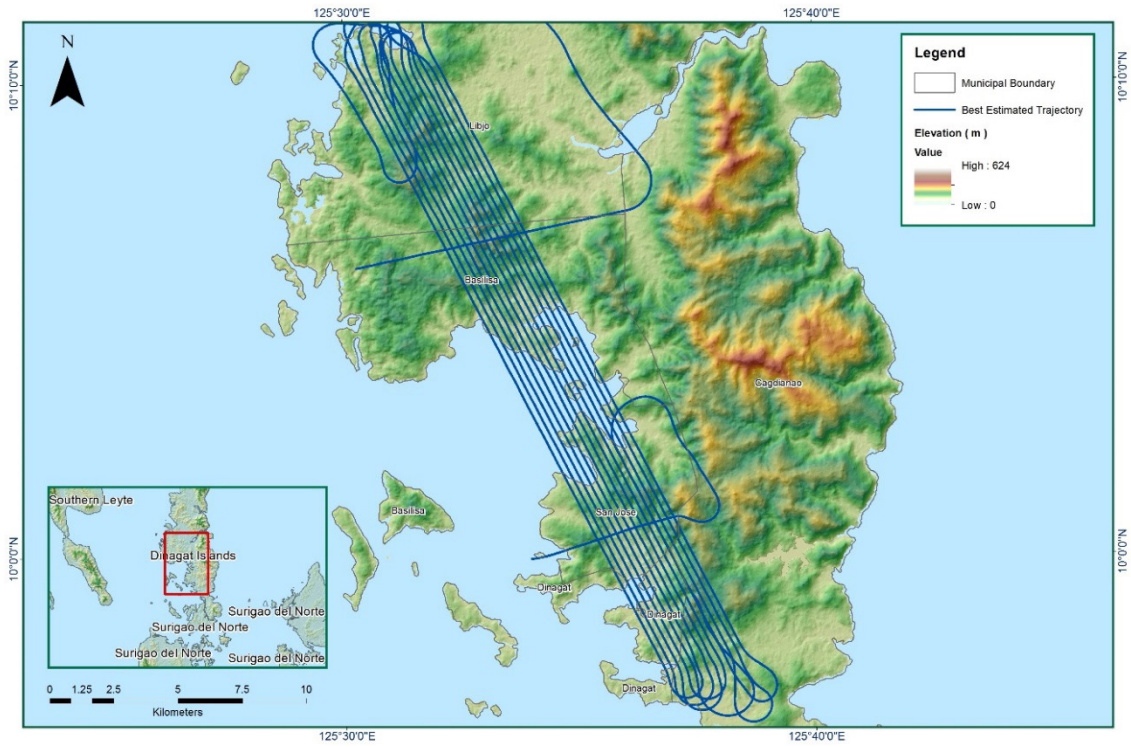 125°30'0"E
125°40'0"E
N
10°10'0"N
10°10'0"N
Legend
Municipal Boundary
Best Estimated Trajectory
Elevation ( m )
Value
High : 624
Low : 0
Libjo
Basilisa
Cagdianao
Basilisa
San Jose
Dinagat
Dinagat
Dinagat
10°0'0"N
10°0'0"N
Southern Leyte
Dinagat Islands
Surigao del Norte
Surigao del Norte
Surigao del Norte
Surigao del Norte
0 1.25 2.5 5 7.5 10
Kilometers
125°30'0"E
125°40'0"E